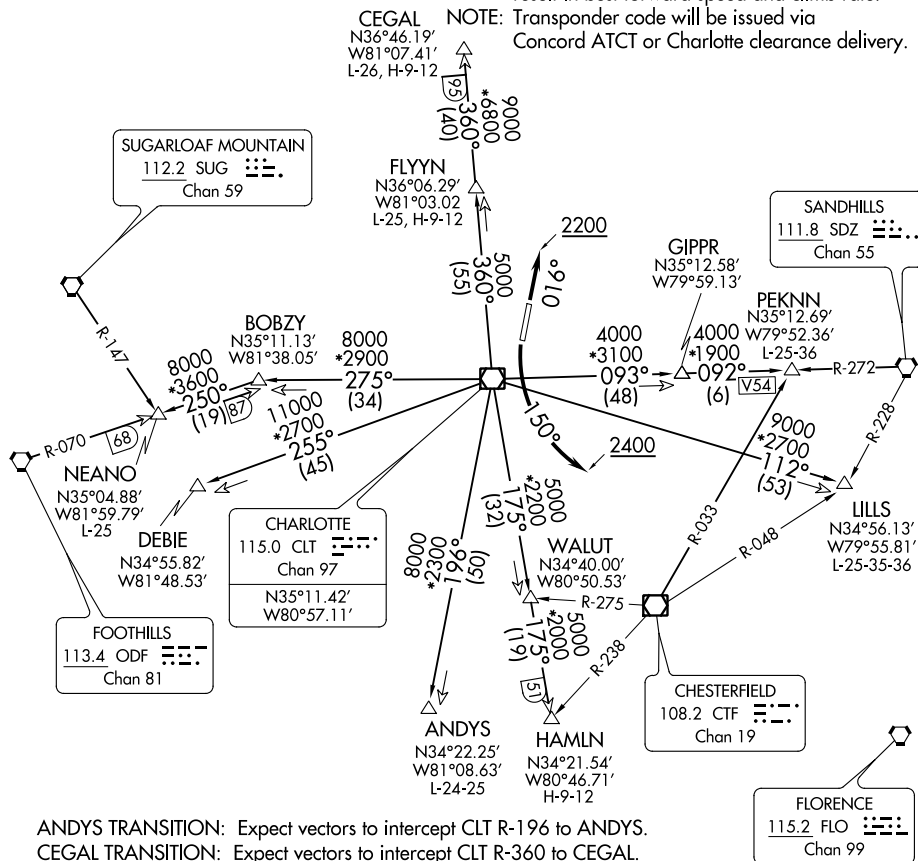 result in best forward speed and climb rate.
NOTE: Transponder code will be issued via
Concord ATCT or Charlotte clearance delivery.
CEGAL
N36°46.19'
W81°07.41'
L-26, H-9-12
95
360°
(40)
9000
*6800
SUGARLOAF MOUNTAIN
112.2 SUG
Chan 59
FLYYN
N36°06.29'
W81°03.02
L-25, H-9-12
5000
360°
(55)
2200
016°
GIPPR
N35°12.58'
W79°59.13'
SANDHILLS
111.8 SDZ
Chan 55
PEKNN
N35°12.69'
W79°52.36'
L-25-36
R-147
BOBZY
N35°11.13'
W81°38.05'
8000
*2900
275°
(34)
4000
*3100
093°
(48)
4000
*1900
092°
(6)
V54
R-272
8000
*3600
250°
(19)
87
R-070
68
NEANO
N35°04.88'
W81°59.79'
L-25
11000
*2700
255°
(45)
DEBIE
N34°55.82'
W81°48.53'
150°
2400
9000
*2700
112°
(53)
R-228
LILLS
N34°56.13'
W79°55.81'
L-25-35-36
R-033
R-048
CHARLOTTE
115.0 CLT
Chan 97
N35°11.42'
W80°57.11'
5000
*2200
175°
(32)
8000
*2300
196°
(50)
WALUT
N34°40.00'
W80°50.53'
R-275
5000
*2000
175°
(19)
51
R-238
FOOTHILLS
113.4 ODF
Chan 81
CHESTERFIELD
108.2 CTF
Chan 19
ANDYS
N34°22.25'
W81°08.63'
L-24-25
HAMLN
N34°21.54'
W80°46.71'
H-9-12
FLORENCE
115.2 FLO
Chan 99
ANDYS TRANSITION: Expect vectors to intercept CLT R-196 to ANDYS.
CEGAL TRANSITION: Expect vectors to intercept CLT R-360 to CEGAL.